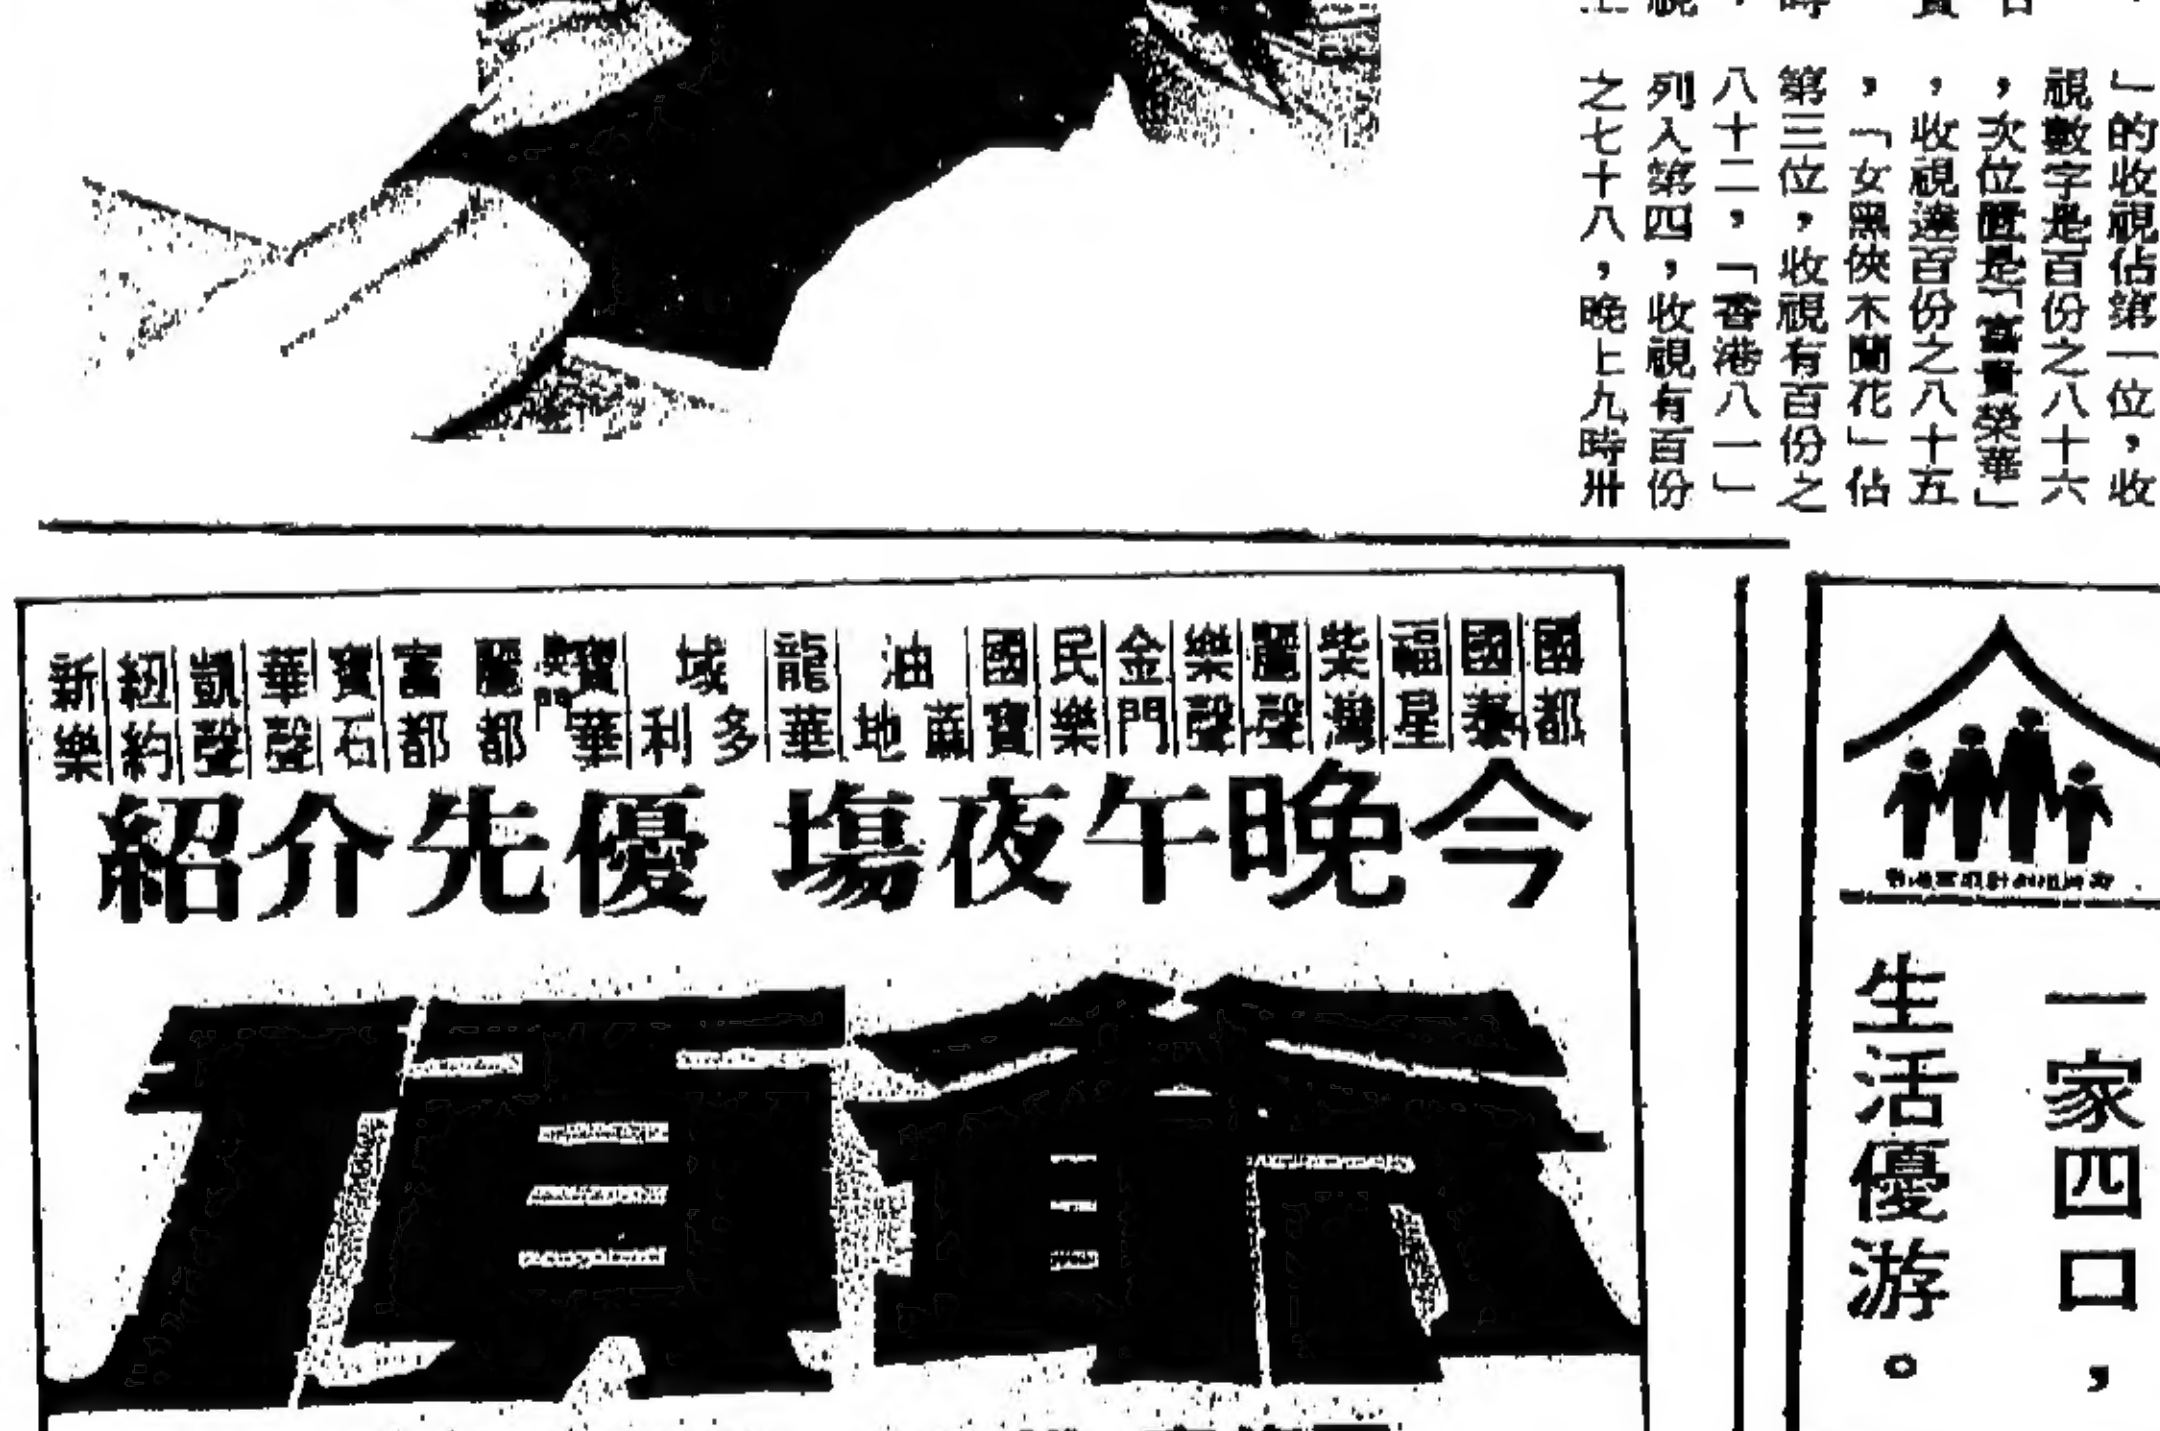 」的收視佔第一位，收
視數字是百份之八十六
，次位既是「富貴榮華」
，收視達百份之八十五
，「女黑俠木蘭花」佔
第三位，收視有百份之
八十二，「香港八一」
列入第四，收視有百份
之七十八，晚上九時卅
國都
國泰
福星
柴灣
麗聲
樂聲
金門
民樂
國寶
油蔴地
龍華
域多利
寶華
澳門
麗都
富都
寶石
華聲
凱聲
紐約
新樂
今晚午夜場 優先介紹
一家四口，
生活優游。